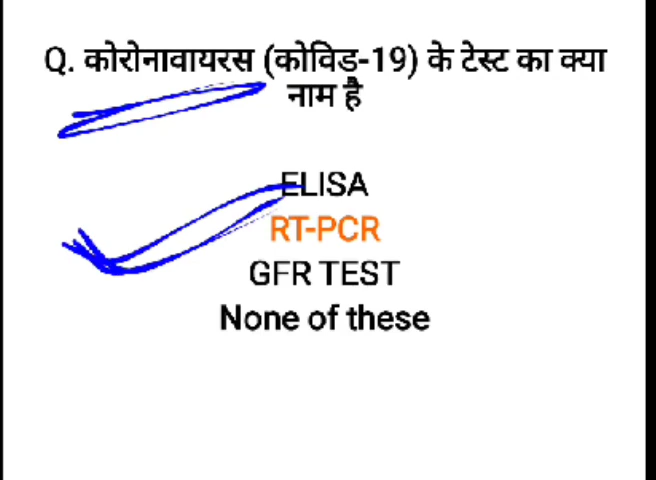 Q. कोरोनावायरस (कोविड-19) के टेस्ट का क्या
नाम है
ELISA
RT-PCR
GFR TEST
None of these